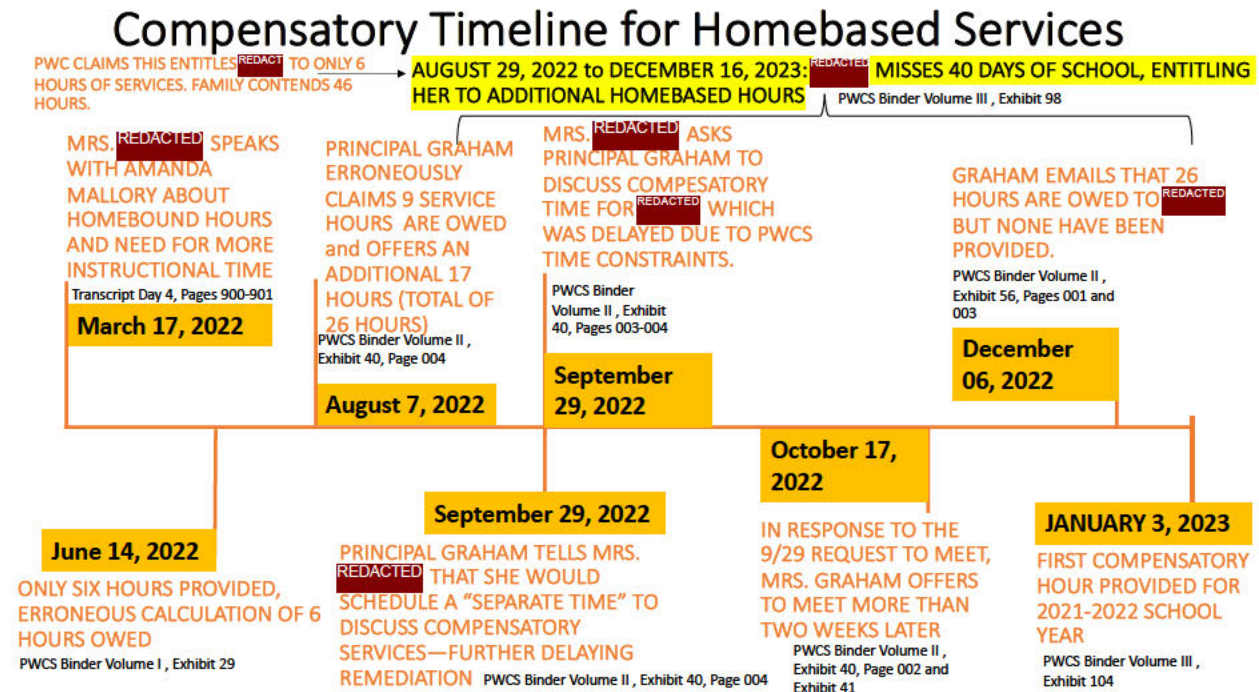 Compensatory Timeline for Homebased Services
PWC CLAIMS THIS ENTITLES REDACT TO ONLY 6
HOURS OF SERVICES. FAMILY CONTENDS 46
HOURS.
AUGUST 29, 2022 to DECEMBER 16, 2023: REDACTED MISSES 40 DAYS OF SCHOOL, ENTITLING
HER TO ADDITIONAL HOMEBASED HOURS
PWCS Binder Volume III , Exhibit 98
MRS. REDACTED SPEAKS
WITH AMANDA
MALLORY ABOUT
HOMEBOUND HOURS
AND NEED FOR MORE
INSTRUCTIONAL TIME
Transcript Day 4, Pages 900-901
March 17, 2022
PRINCIPAL GRAHAM
ERRONEOUSLY
CLAIMS 9 SERVICE
HOURS ARE OWED
and OFFERS AN
ADDITIONAL 17
HOURS (TOTAL OF
26 HOURS)
PWCS Binder Volume II ,
Exhibit 40, Page 004
August 7, 2022
MRS. REDACTED ASKS
PRINCIPAL GRAHAM TO
DISCUSS COMPESATORY
TIME FOR REDACTED WHICH
WAS DELAYED DUE TO PWCS
TIME CONSTRAINTS.
PWCS Binder
Volume II , Exhibit
40, Pages 003-004
September
29, 2022
GRAHAM EMAILS THAT 26
HOURS ARE OWED TO REDACTED
BUT NONE HAVE BEEN
PROVIDED.
PWCS Binder Volume II ,
Exhibit 56, Pages 001 and
003
December
06, 2022
June 14, 2022
ONLY SIX HOURS PROVIDED,
ERRONEOUS CALCULATION OF 6
HOURS OWED
PWCS Binder Volume I , Exhibit 29
September 29, 2022
PRINCIPAL GRAHAM TELLS MRS.
REDACTED THAT SHE WOULD
SCHEDULE A “SEPARATE TIME” TO
DISCUSS COMPENSATORY
SERVICES—FURTHER DELAYING
REMEDIATION PWCS Binder Volume II , Exhibit 40, Page 004
October 17,
2022
IN RESPONSE TO THE
9/29 REQUEST TO MEET,
MRS. GRAHAM OFFERS
TO MEET MORE THAN
TWO WEEKS LATER
PWCS Binder Volume II ,
Exhibit 40, Page 002 and
Exhibit 41
JANUARY 3, 2023
FIRST COMPENSATORY
HOUR PROVIDED FOR
2021-2022 SCHOOL
YEAR
PWCS Binder Volume III ,
Exhibit 104